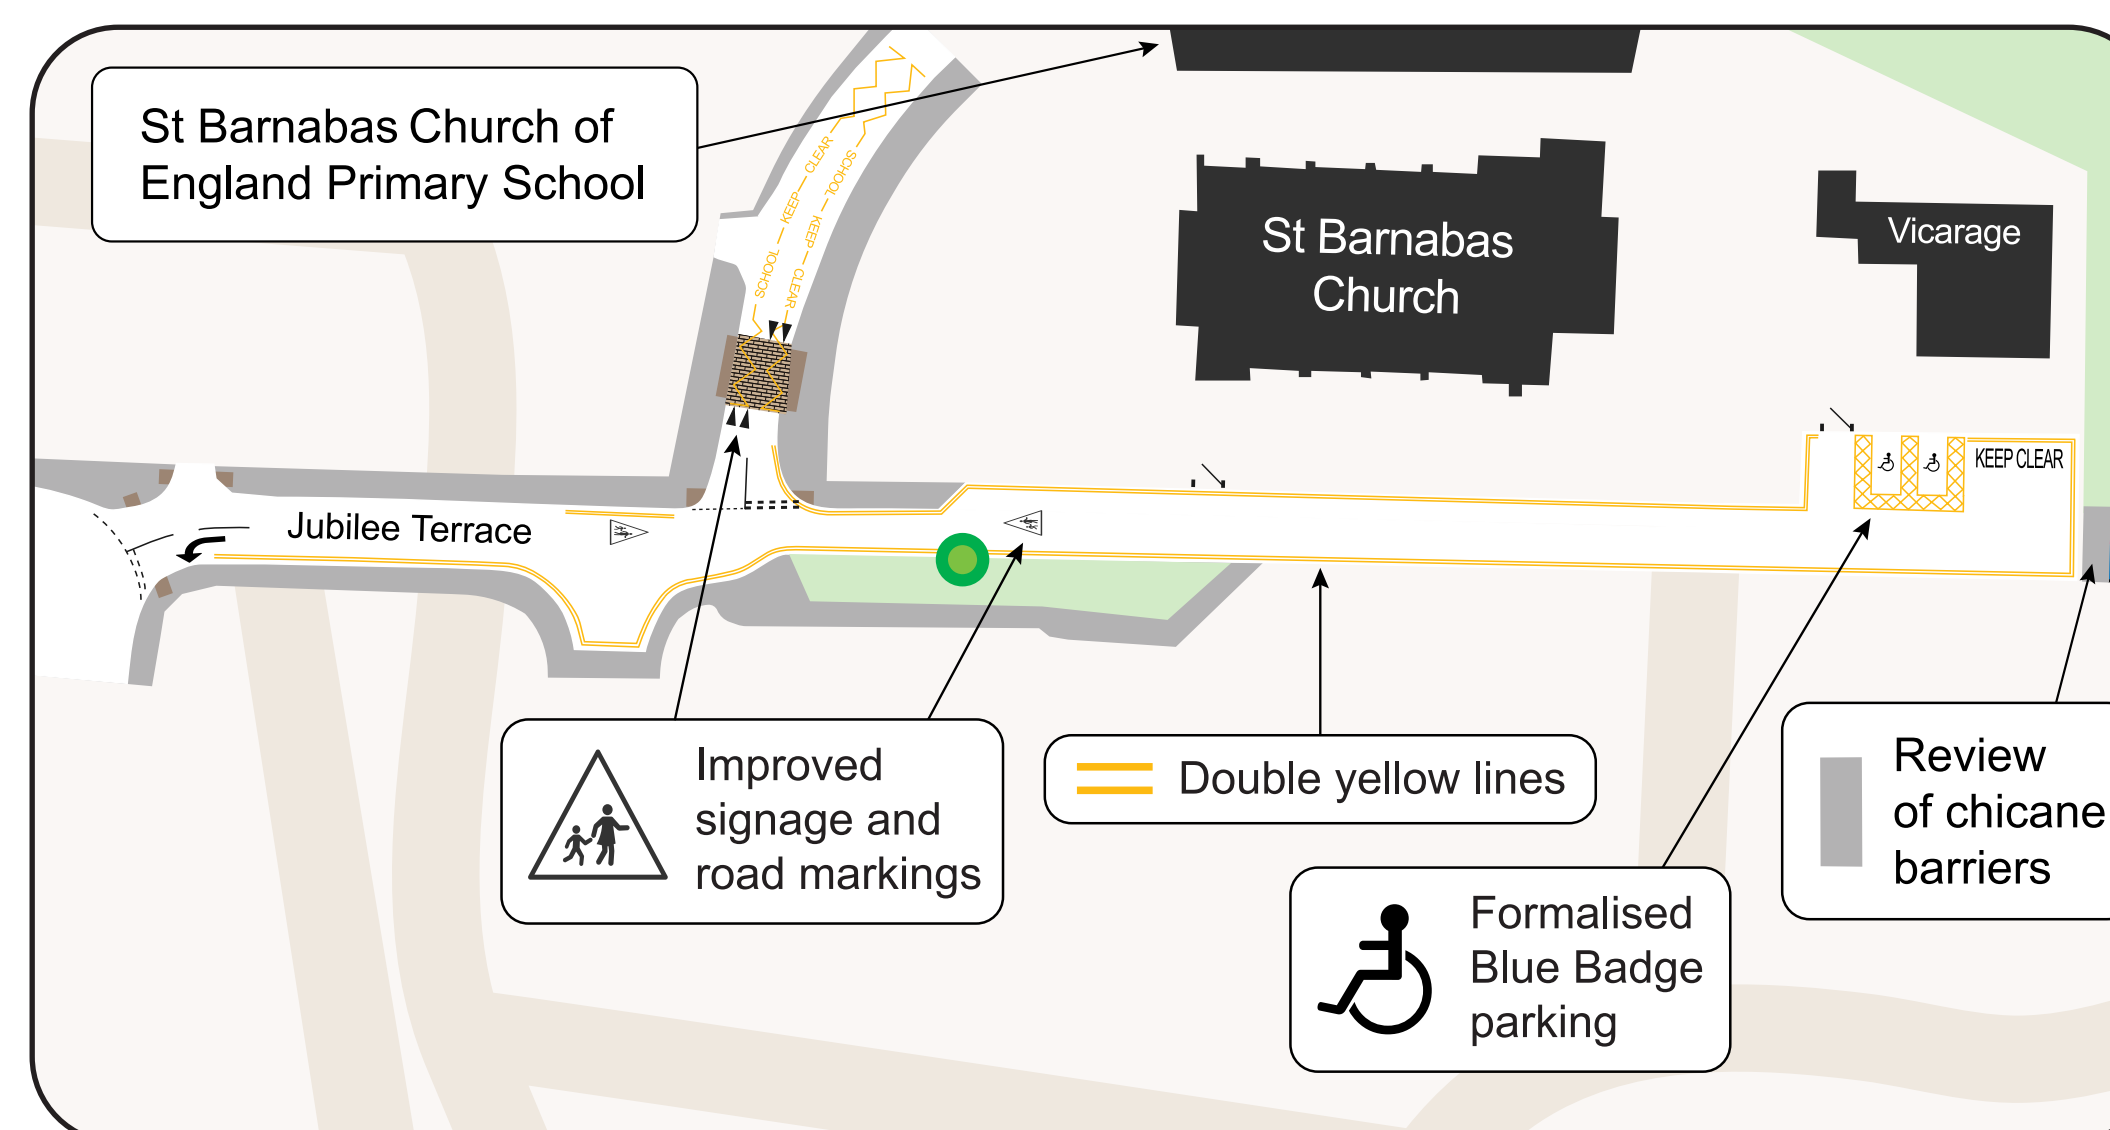 St Barnabas Church of
England Primary School
SCHOOL KEEP CLEAR
SCHOOL KEEP CLEAR
St Barnabas
Church
Vicarage
KEEP CLEAR
Jubilee Terrace
Improved
signage and
road markings
Double yellow lines
Formalised
Blue Badge
parking
Review
of chicane
barriers